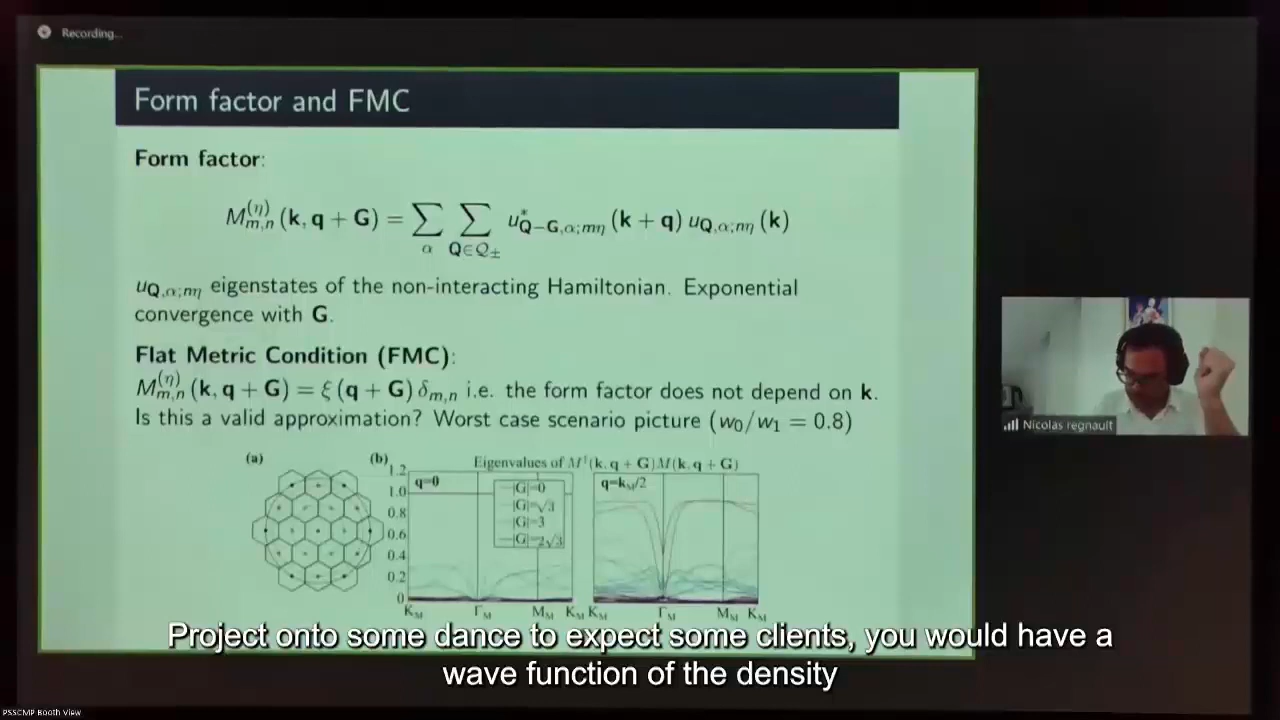 Recording...
Form factor and FMC
Form factor:
M_{m,n}^{(η)} (k, q + G) = ∑_α ∑_{Q∈Q±} u*_{Q−G,α;mη} (k + q) u_{Q,α;nη} (k)
u_{Q,α;nη} eigenstates of the non-interacting Hamiltonian. Exponential
convergence with G.
Flat Metric Condition (FMC):
M_{m,n}^{(η)} (k, q + G) = ξ (q + G) δ_{m,n} i.e. the form factor does not depend on k.
Is this a valid approximation? Worst case scenario picture (w₀/w₁ = 0.8)
(a)
(b)
Eigenvalues of M†(k, q + G)M(k, q + G)
1.2
1.0
0.8
0.6
0.4
0.2
0
q=0
|G|=0
|G|=√3
|G|=3
|G|=2√3
q=k_M/2
K_M Γ_M M_M K_M K_M Γ_M M_M K_M
Nicolas regnault
Project onto some dance to expect some clients, you would have a
wave function of the density
PSSCMP Booth View